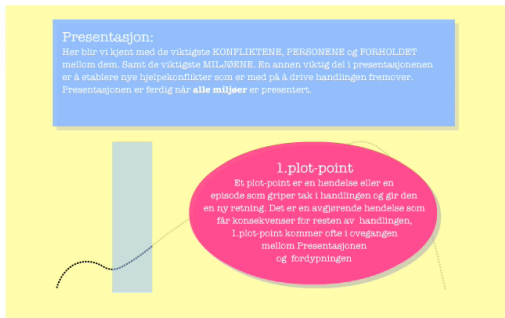 Presentasjon:
Her blir vi kjent med de viktigste KONFLIKTENE, PERSONENE og FORHOLDET
mellom dem. Samt de viktigste MILJØENE. En annen viktig del i presentasjonenen
er å etablere nye hjelpekonflikter som er med på å drive handlingen fremover.
Presentasjonen er ferdig når alle miljøer er presentert.
1.plot-point
Et plot-point er en hendelse eller en
episode som griper tak i handlingen og gir den
en ny retning. Det er en avgjørende hendelse som
får konsekvenser for resten av handlingen,
1.plot-point kommer ofte i ovegangen
mellom Presentasjonen
og fordypningen